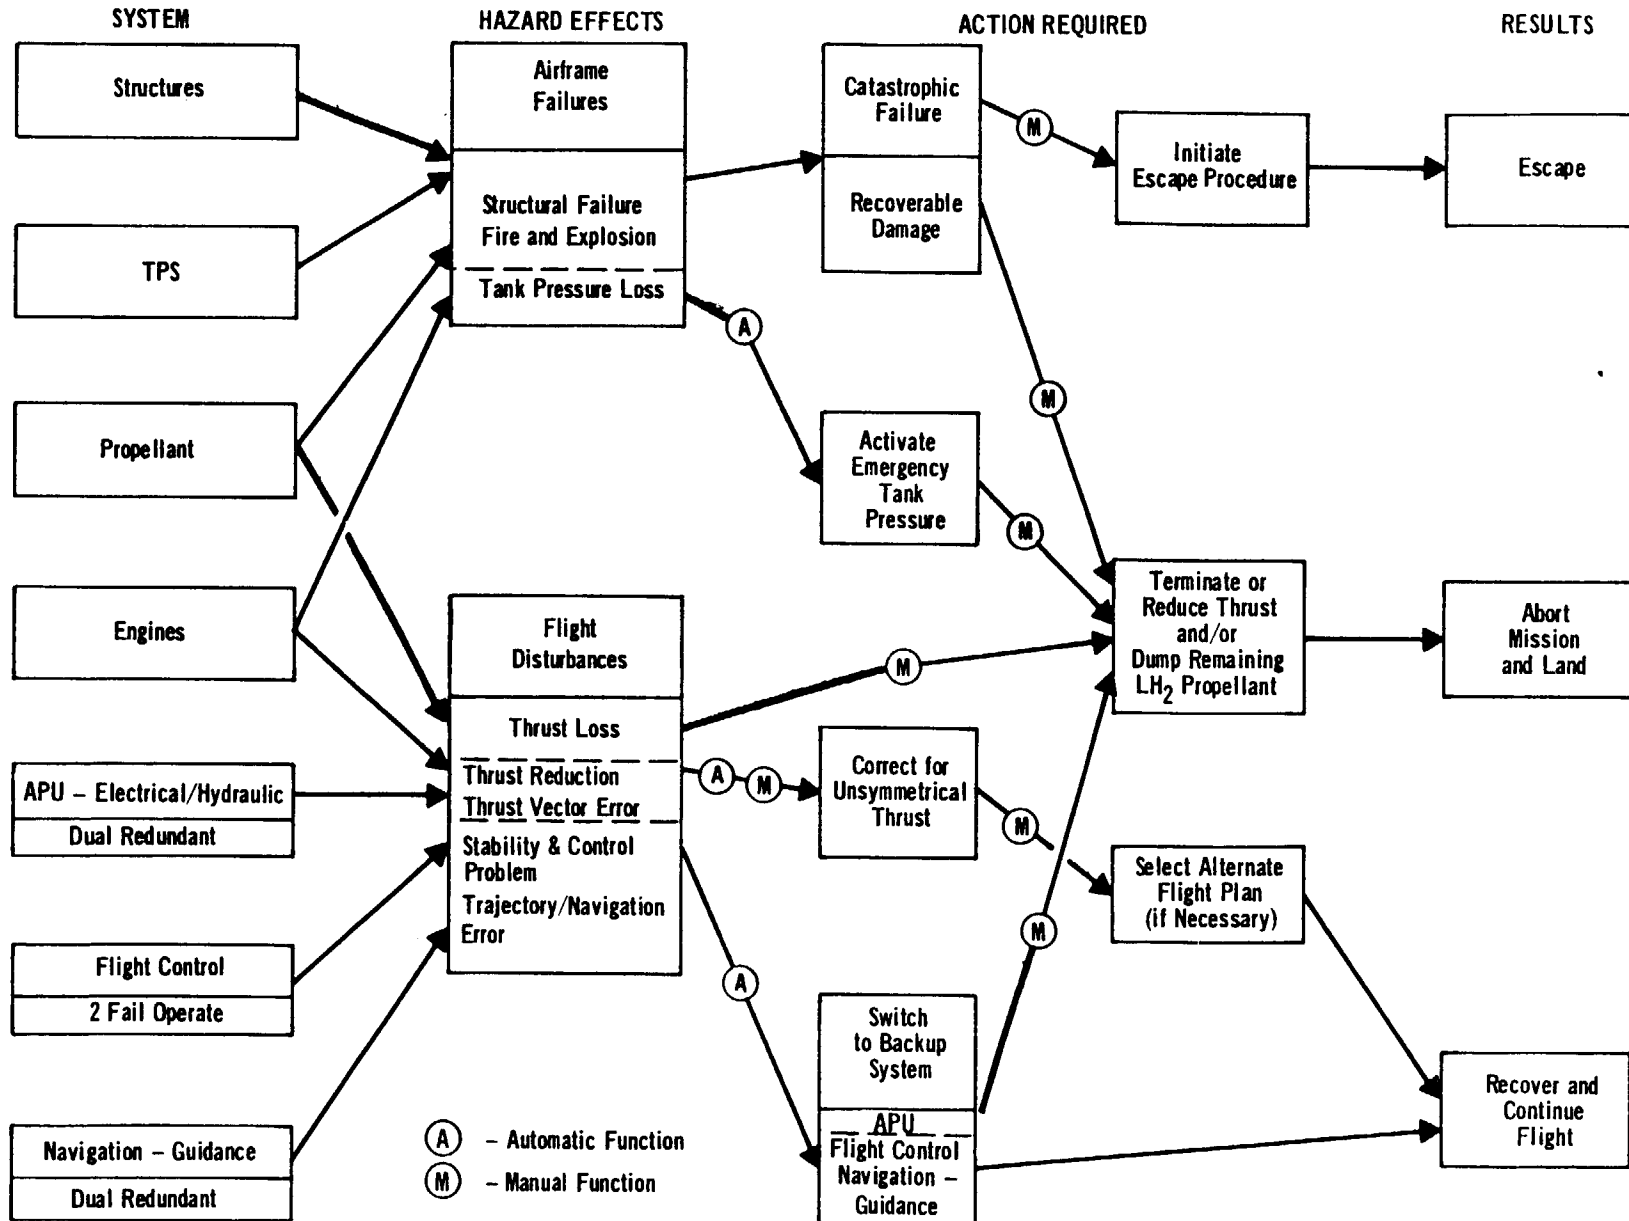 SYSTEM
HAZARD EFFECTS
ACTION REQUIRED
RESULTS
Structures
TPS
Propellant
Engines
APU – Electrical/Hydraulic
Dual Redundant
Flight Control
2 Fail Operate
Navigation – Guidance
Dual Redundant
Airframe
Failures
Structural Failure
Fire and Explosion
Tank Pressure Loss
Flight
Disturbances
Thrust Loss
Thrust Reduction
Thrust Vector Error
Stability & Control
Problem
Trajectory/Navigation
Error
A – Automatic Function
M – Manual Function
A
M
A
M
M
M
A
M
M
A
M
Catastrophic
Failure
Recoverable
Damage
Activate
Emergency
Tank
Pressure
Correct for
Unsymmetrical
Thrust
Switch
to Backup
System
APU
Flight Control
Navigation –
Guidance
Initiate
Escape Procedure
Terminate or
Reduce Thrust
and/or
Dump Remaining
LH2 Propellant
Select Alternate
Flight Plan
(if Necessary)
Escape
Abort
Mission
and Land
Recover and
Continue
Flight